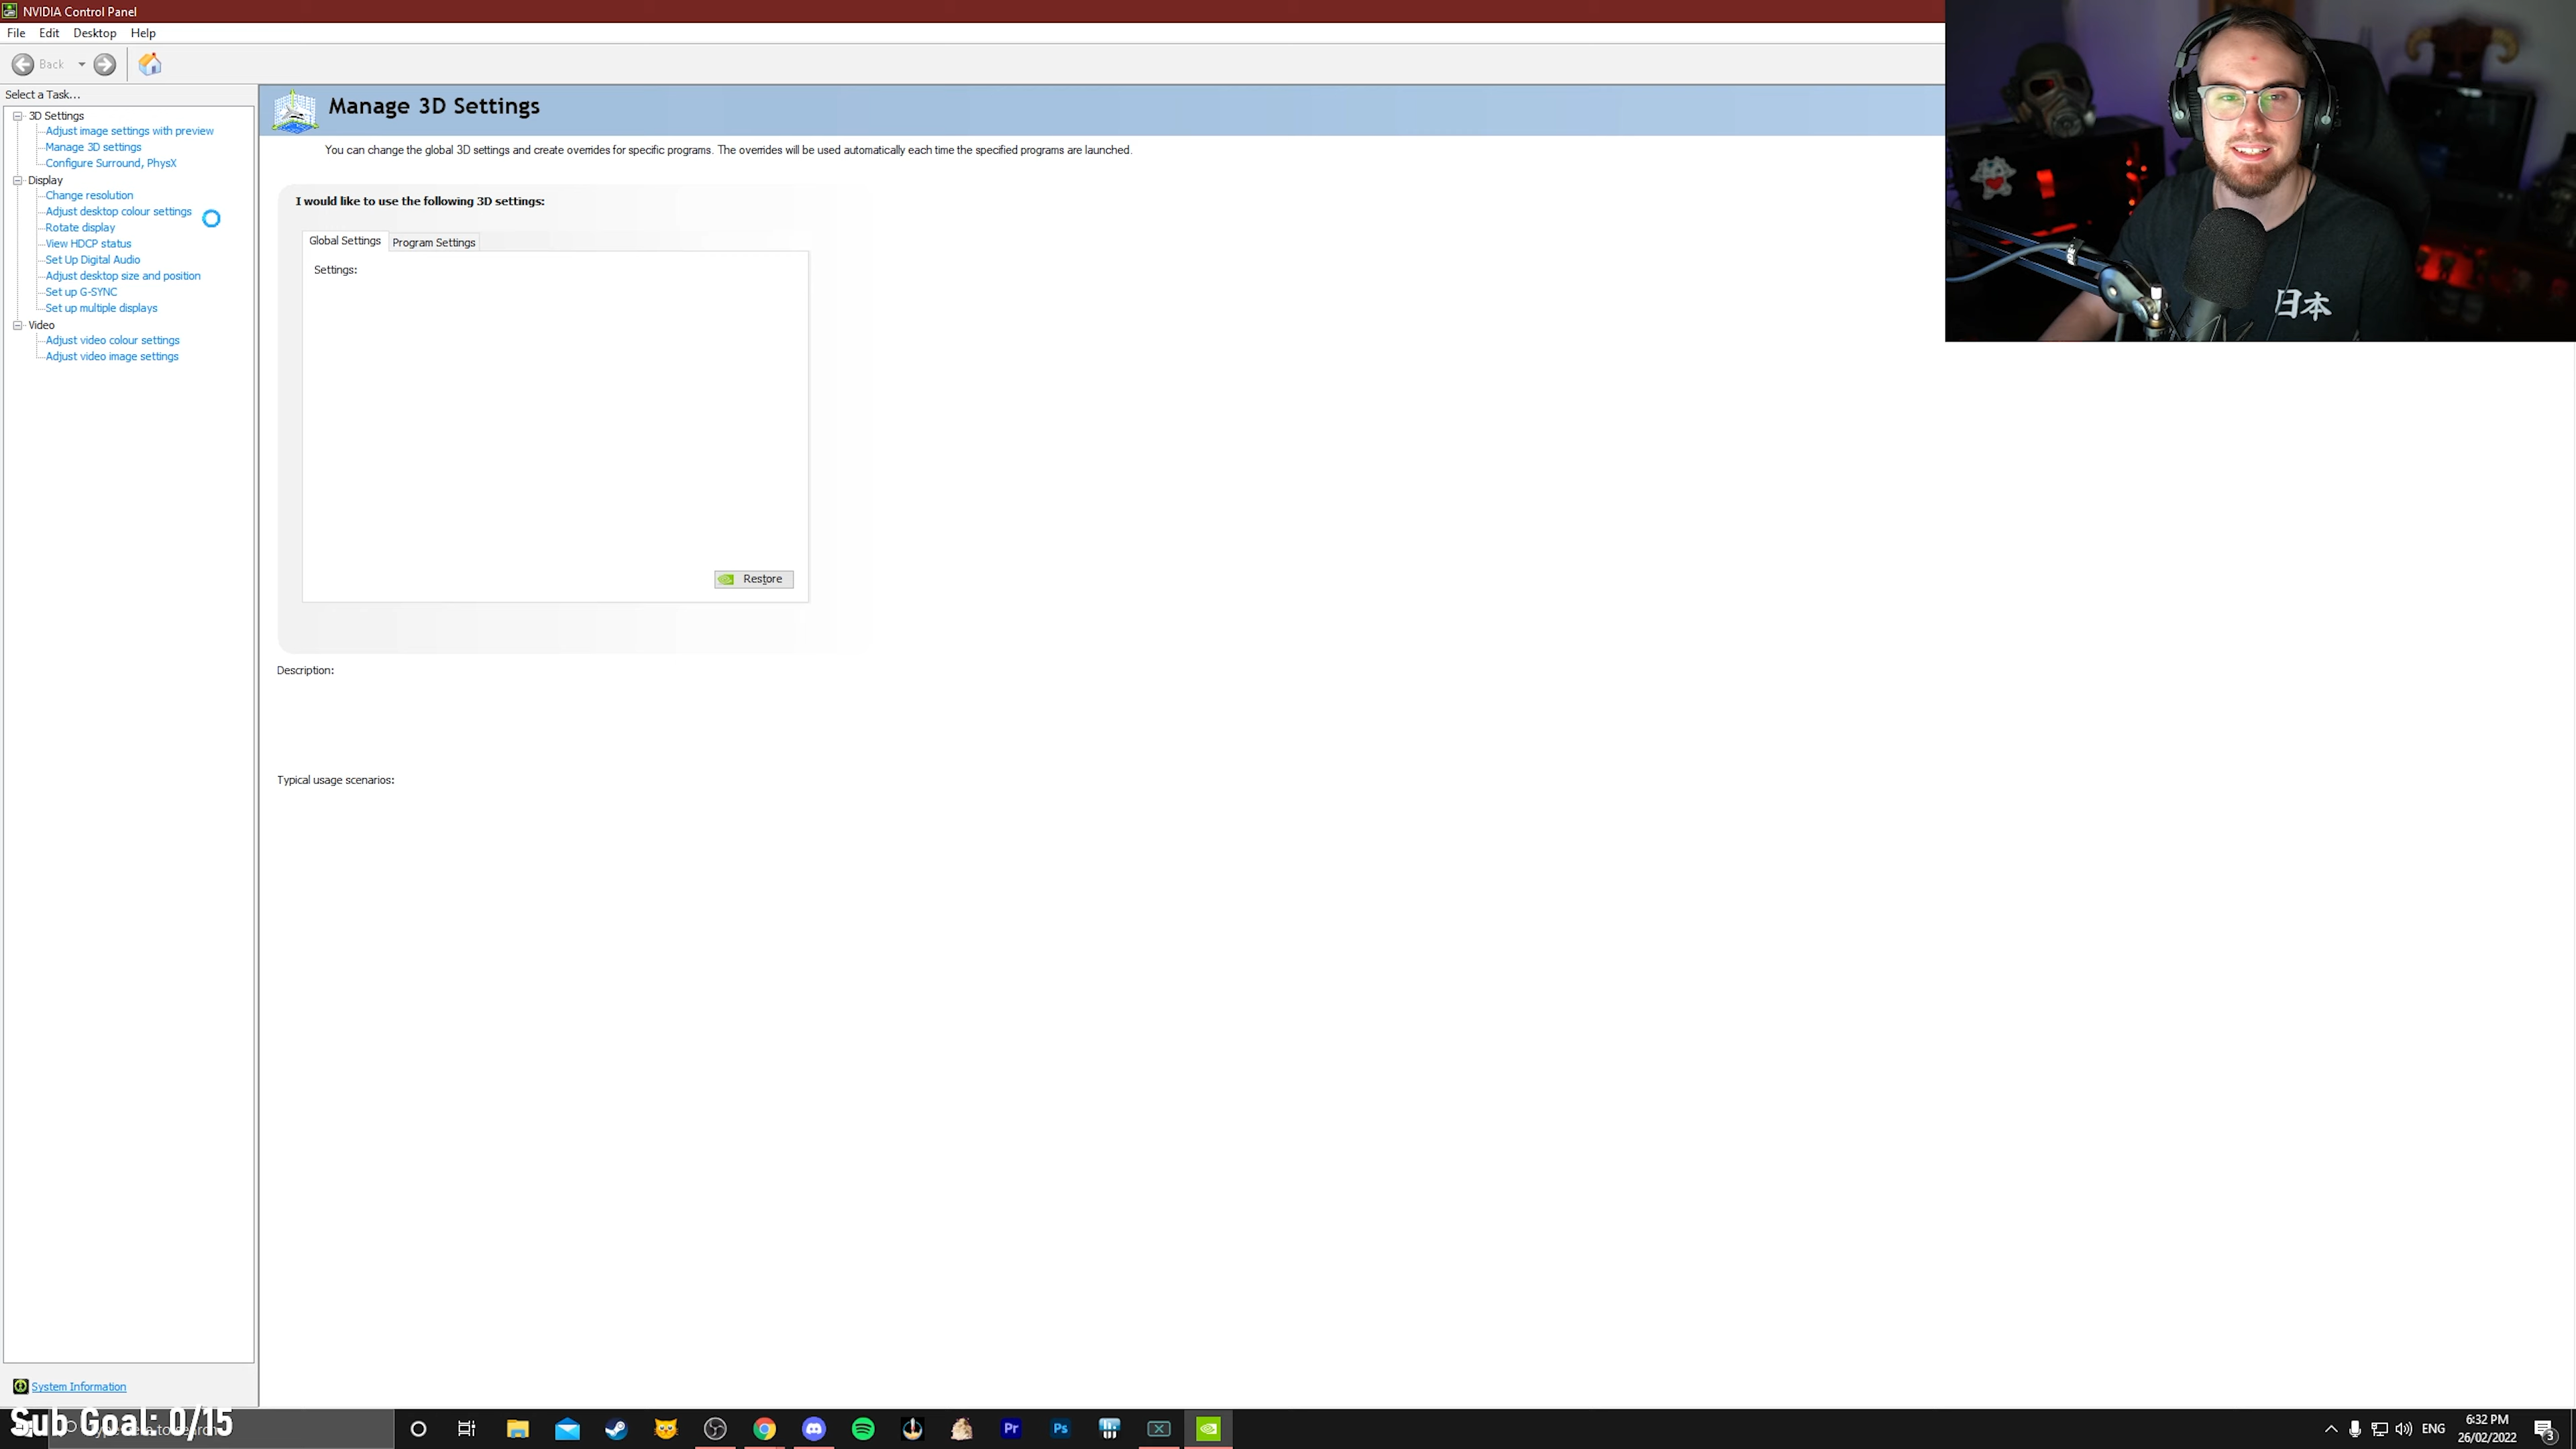 NVIDIA Control Panel
File Edit Desktop Help
Back
Select a Task...
3D Settings
Adjust image settings with preview
Manage 3D settings
Configure Surround, PhysX
Display
Change resolution
Adjust desktop colour settings
Rotate display
View HDCP status
Set Up Digital Audio
Adjust desktop size and position
Set up G-SYNC
Set up multiple displays
Video
Adjust video colour settings
Adjust video image settings
System Information
Manage 3D Settings
You can change the global 3D settings and create overrides for specific programs. The overrides will be used automatically each time the specified programs are launched.
I would like to use the following 3D settings:
Global Settings Program Settings
Settings:
Restore
Description:
Typical usage scenarios:
日本
Sub Goal: 0/15
Pr
Ps
ENG
6:32 PM
26/02/2022
3